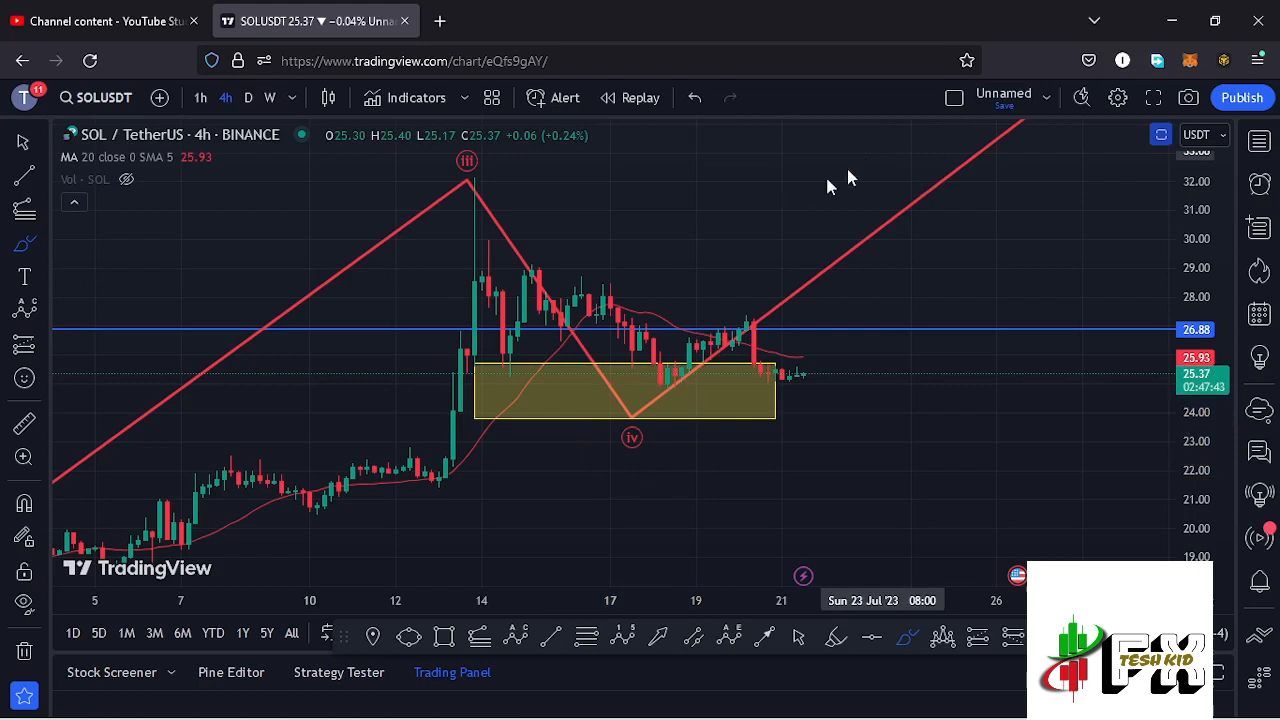 Channel content - YouTube Stu
SOLUSDT 25.37 ▼ −0.04% Unna
https://www.tradingview.com/chart/eQfs9gAY/
T
11
SOLUSDT
1h
4h
D
W
Indicators
Alert
Replay
Unnamed
Save
Publish
SOL / TetherUS · 4h · BINANCE
O25.30 H25.40 L25.17 C25.37 +0.06 (+0.24%)
USDT
MA 20 close 0 SMA 5 25.93
Vol · SOL
iii
iv
33.00
32.00
31.00
30.00
29.00
28.00
26.88
25.93
25.37
02:47:43
24.00
23.00
22.00
21.00
20.00
19.00
TradingView
5
7
10
12
14
17
19
21
Sun 23 Jul '23 08:00
26
1D
5D
1M
3M
6M
YTD
1Y
5Y
All
-4)
Stock Screener
Pine Editor
Strategy Tester
Trading Panel
FX
TESH KID